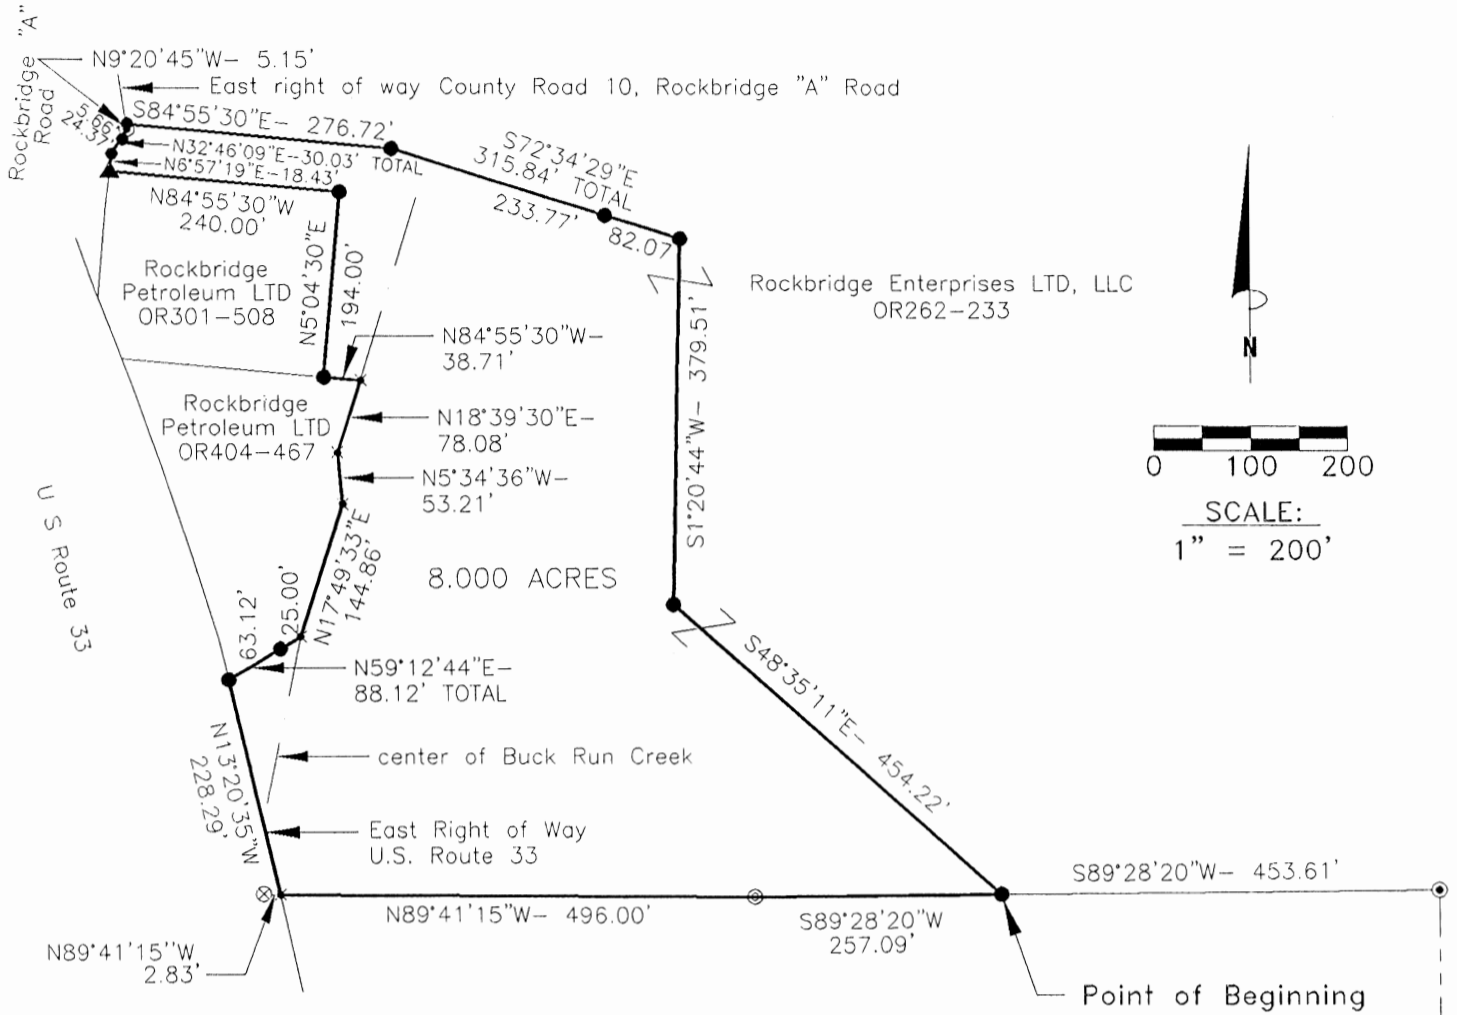 Rockbridge "A"
Road
N9°20'45"W– 5.15'
East right of way County Road 10, Rockbridge "A" Road
5.66'
24.37'
S84°55'30"E– 276.72'
N32°46'09"E–30.03' TOTAL
N6°57'19"E–18.43'
N84°55'30"W
240.00'
S72°34'29"E
315.84' TOTAL
233.77'
82.07
Rockbridge
Petroleum LTD
OR301–508
N5°04'30"E
194.00'
Rockbridge Enterprises LTD, LLC
OR262–233
N
N84°55'30"W–
38.71'
S1°20'44"W– 379.51'
Rockbridge
Petroleum LTD
OR404–467
N18°39'30"E–
78.08'
N5°34'36"W–
53.21'
0 100 200
SCALE:
1" = 200'
U S Route 33
N17°49'33"E
144.86'
8.000 ACRES
63.12'
25.00'
N59°12'44"E–
88.12' TOTAL
S48°35'11"E– 454.22'
N13°20'35"W
228.29'
center of Buck Run Creek
East Right of Way
U.S. Route 33
S89°28'20"W– 453.61'
N89°41'15"W– 496.00'
S89°28'20"W
257.09'
N89°41'15"W
2.83'
Point of Beginning